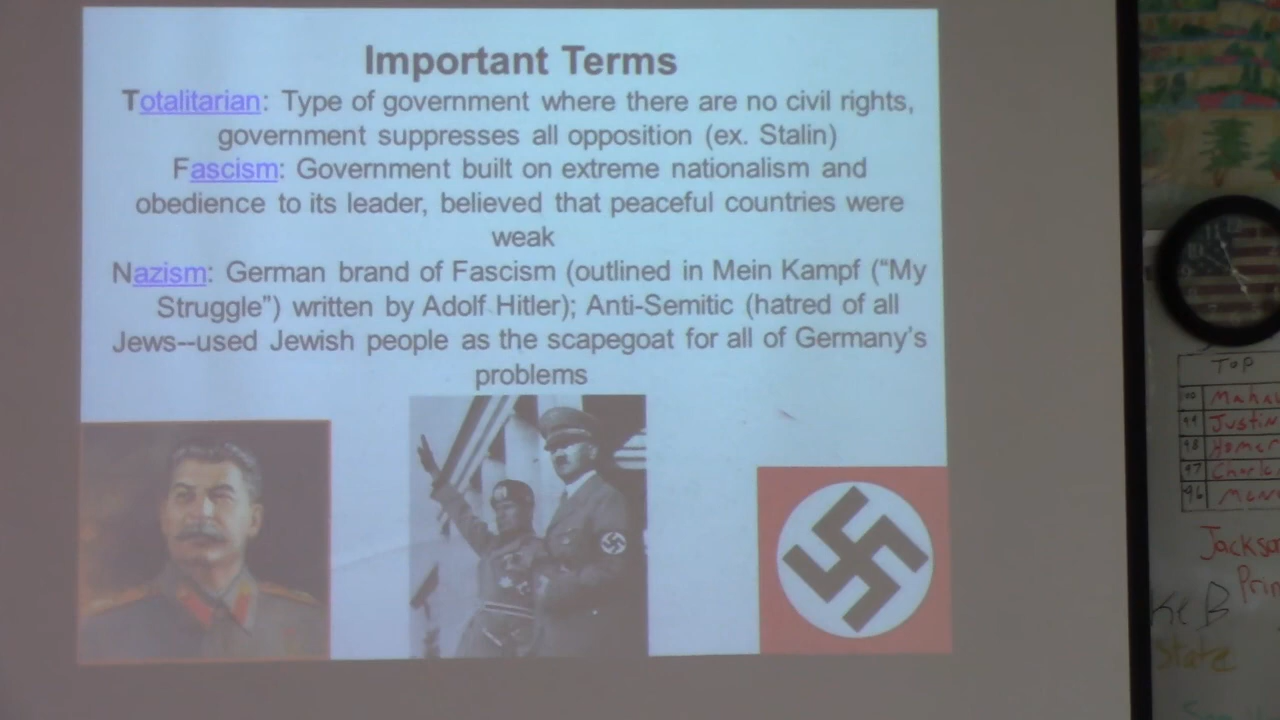 Important Terms
Totalitarian: Type of government where there are no civil rights,
government suppresses all opposition (ex. Stalin)
Fascism: Government built on extreme nationalism and
obedience to its leader, believed that peaceful countries were
weak
Nazism: German brand of Fascism (outlined in Mein Kampf (“My
Struggle”) written by Adolf Hitler); Anti-Semitic (hatred of all
Jews--used Jewish people as the scapegoat for all of Germany’s
problems
TOP
Justin
97
96
KCB
State